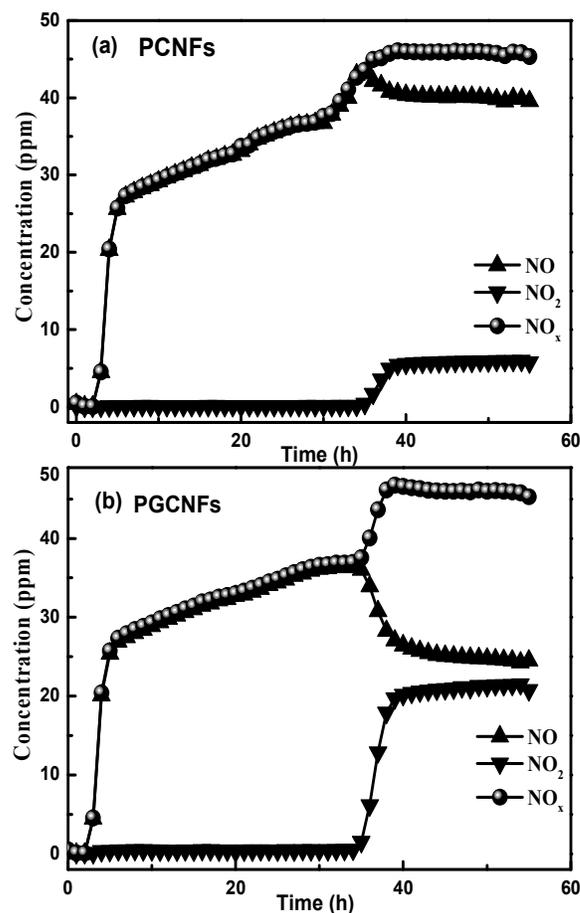 (a) PCNFs
Concentration (ppm)
50
40
30
20
10
0
NO
NO2
NOx
0 20 40 60
Time (h)
(b) PGCNFs
Concentration (ppm)
50
40
30
20
10
0
NO
NO2
NOx
0 20 40 60
Time (h)